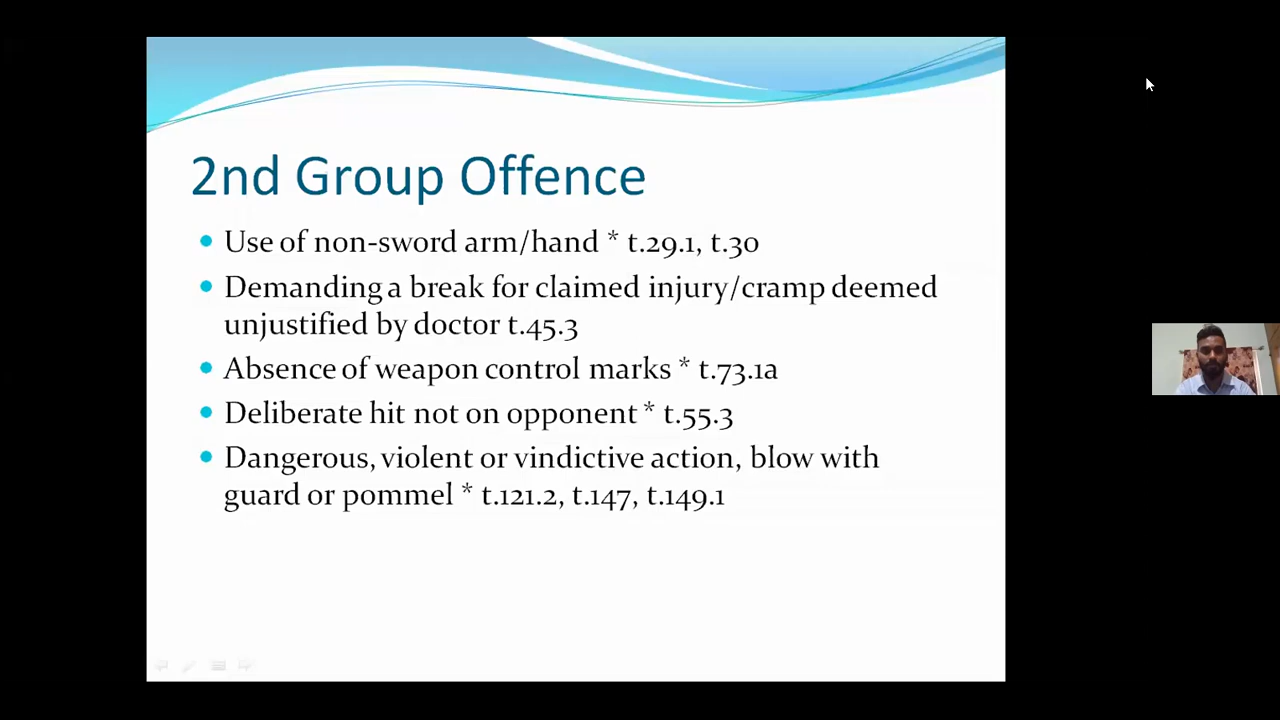 2nd Group Offence
Use of non-sword arm/hand * t.29.1, t.30
Demanding a break for claimed injury/cramp deemed
unjustified by doctor t.45.3
Absence of weapon control marks * t.73.1a
Deliberate hit not on opponent * t.55.3
Dangerous, violent or vindictive action, blow with
guard or pommel * t.121.2, t.147, t.149.1